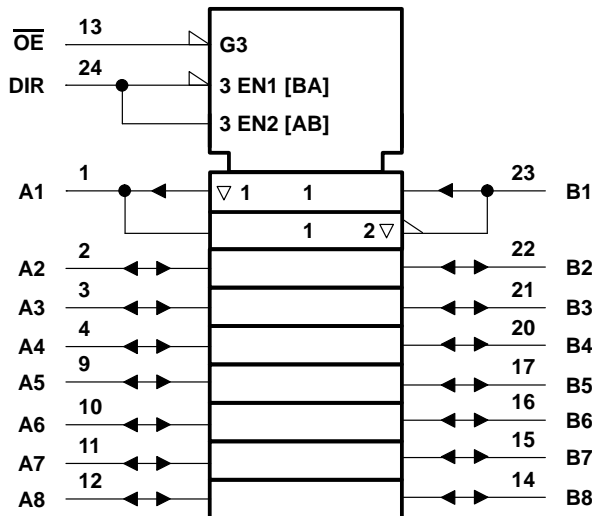 OE 13 G3
DIR 24 3 EN1 [BA]
3 EN2 [AB]
A1 1 ▽ 1 1 23 B1
1 2 ▽
A2 2 22 B2
A3 3 21 B3
A4 4 20 B4
A5 9 17 B5
A6 10 16 B6
A7 11 15 B7
A8 12 14 B8